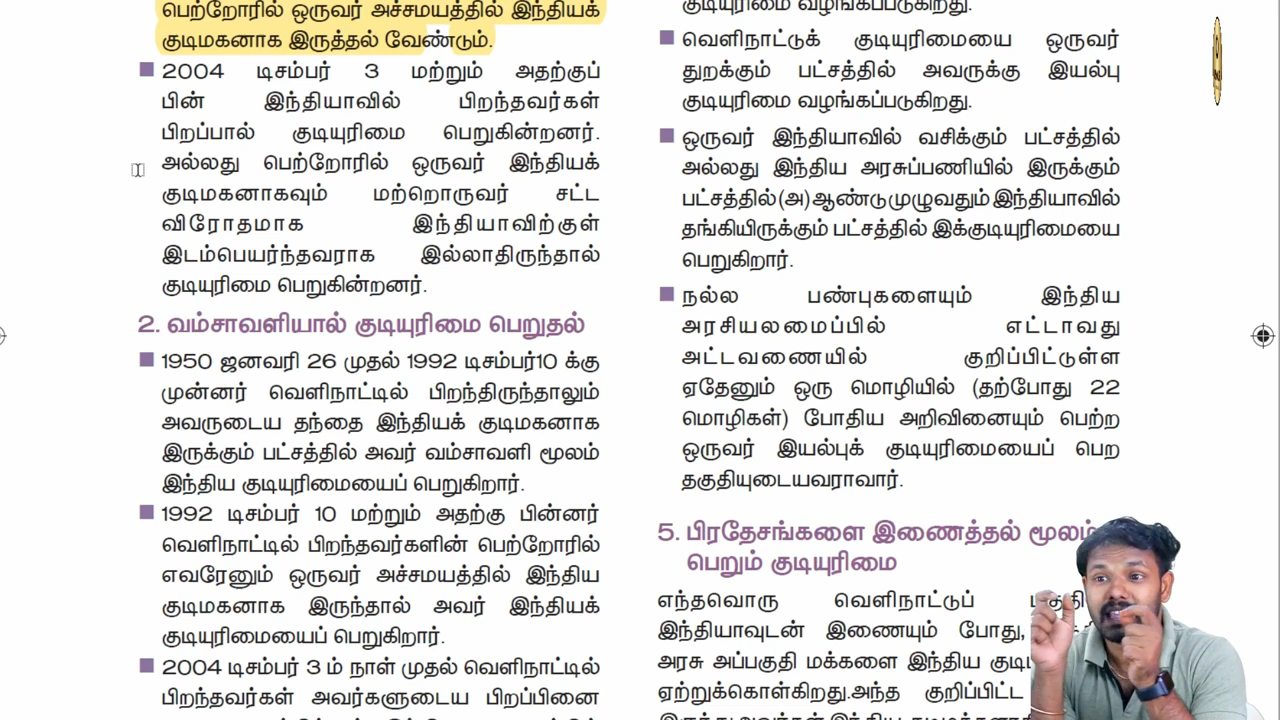 பெற்றோரில் ஒருவர் அச்சமயத்தில் இந்தியக்
குடிமகனாக இருத்தல் வேண்டும்.
2004 டிசம்பர் 3 மற்றும் அதற்குப்
பின் இந்தியாவில் பிறந்தவர்கள்
பிறப்பால் குடியுரிமை பெறுகின்றனர்.
அல்லது பெற்றோரில் ஒருவர் இந்தியக்
குடிமகனாகவும் மற்றொருவர் சட்ட
விரோதமாக இந்தியாவிற்குள்
இடம்பெயர்ந்தவராக இல்லாதிருந்தால்
குடியுரிமை பெறுகின்றனர்.
2. வம்சாவளியால் குடியுரிமை பெறுதல்
1950 ஜனவரி 26 முதல் 1992 டிசம்பர்10 க்கு
முன்னர் வெளிநாட்டில் பிறந்திருந்தாலும்
அவருடைய தந்தை இந்தியக் குடிமகனாக
இருக்கும் பட்சத்தில் அவர் வம்சாவளி மூலம்
இந்திய குடியுரிமையைப் பெறுகிறார்.
1992 டிசம்பர் 10 மற்றும் அதற்கு பின்னர்
வெளிநாட்டில் பிறந்தவர்களின் பெற்றோரில்
எவரேனும் ஒருவர் அச்சமயத்தில் இந்திய
குடிமகனாக இருந்தால் அவர் இந்தியக்
குடியுரிமையைப் பெறுகிறார்.
2004 டிசம்பர் 3 ம் நாள் முதல் வெளிநாட்டில்
பிறந்தவர்கள் அவர்களுடைய பிறப்பினை
குடியுரிமை வழங்கப்படுகிறது.
வெளிநாட்டுக் குடியுரிமையை ஒருவர்
துறக்கும் பட்சத்தில் அவருக்கு இயல்பு
குடியுரிமை வழங்கப்படுகிறது.
ஒருவர் இந்தியாவில் வசிக்கும் பட்சத்தில்
அல்லது இந்திய அரசுப்பணியில் இருக்கும்
பட்சத்தில் (அ) ஆண்டு முழுவதும் இந்தியாவில்
தங்கியிருக்கும் பட்சத்தில் இக்குடியுரிமையை
பெறுகிறார்.
நல்ல பண்புகளையும் இந்திய
அரசியலமைப்பில் எட்டாவது
அட்டவணையில் குறிப்பிட்டுள்ள
ஏதேனும் ஒரு மொழியில் (தற்போது 22
மொழிகள்) போதிய அறிவினையும் பெற்ற
ஒருவர் இயல்புக் குடியுரிமையைப் பெற
தகுதியுடையவராவார்.
5. பிரதேசங்களை இணைத்தல் மூலம்
பெறும் குடியுரிமை
எந்தவொரு வெளிநாட்டுப்
இந்தியாவுடன் இணையும் போது,
அரசு அப்பகுதி மக்களை இந்திய
ஏற்றுக்கொள்கிறது.அந்த குறிப்பிட்ட